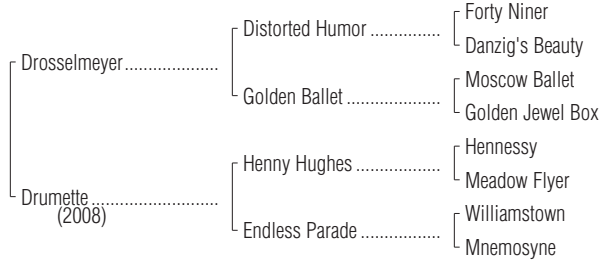 Forty Niner
Distorted Humor ...............
Danzig's Beauty
Drosselmeyer....................
Moscow Ballet
Golden Ballet ....................
Golden Jewel Box
Hennessy
Henny Hughes ..................
Meadow Flyer
Drumette ...........................
(2008)
Williamstown
Endless Parade .................
Mnemosyne